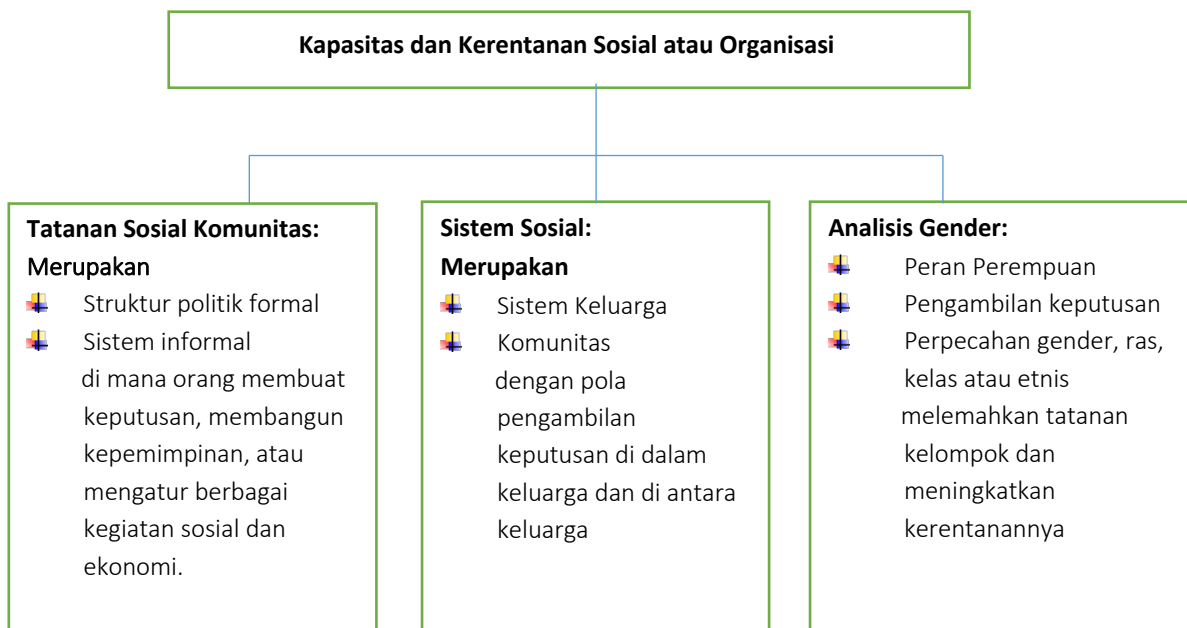 Kapasitas dan Kerentanan Sosial atau Organisasi
Tatanan Sosial Komunitas:
Merupakan
Struktur politik formal
Sistem informal
di mana orang membuat
keputusan, membangun
kepemimpinan, atau
mengatur berbagai
kegiatan sosial dan
ekonomi.
Sistem Sosial:
Merupakan
Sistem Keluarga
Komunitas
dengan pola
pengambilan
keputusan di dalam
keluarga dan di antara
keluarga
Analisis Gender:
Peran Perempuan
Pengambilan keputusan
Perpecahan gender, ras,
kelas atau etnis
melemahkan tatanan
kelompok dan
meningkatkan
kerentanannya